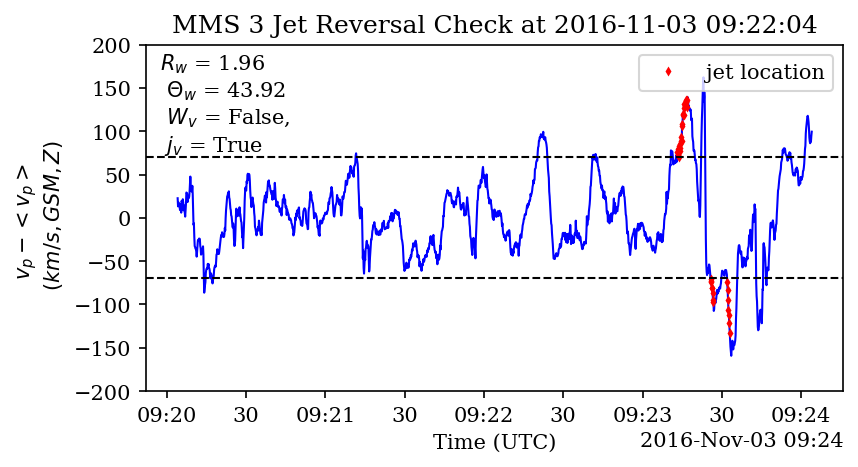 MMS 3 Jet Reversal Check at 2016-11-03 09:22:04
R_w = 1.96
Θ_w = 43.92
W_v = False,
j_v = True
jet location
v_p − < v_p >
(km/s, GSM, Z)
200
150
100
50
0
−50
−100
−150
−200
09:20 30 09:21 30 09:22 30 09:23 30 09:24
Time (UTC)
2016-Nov-03 09:24